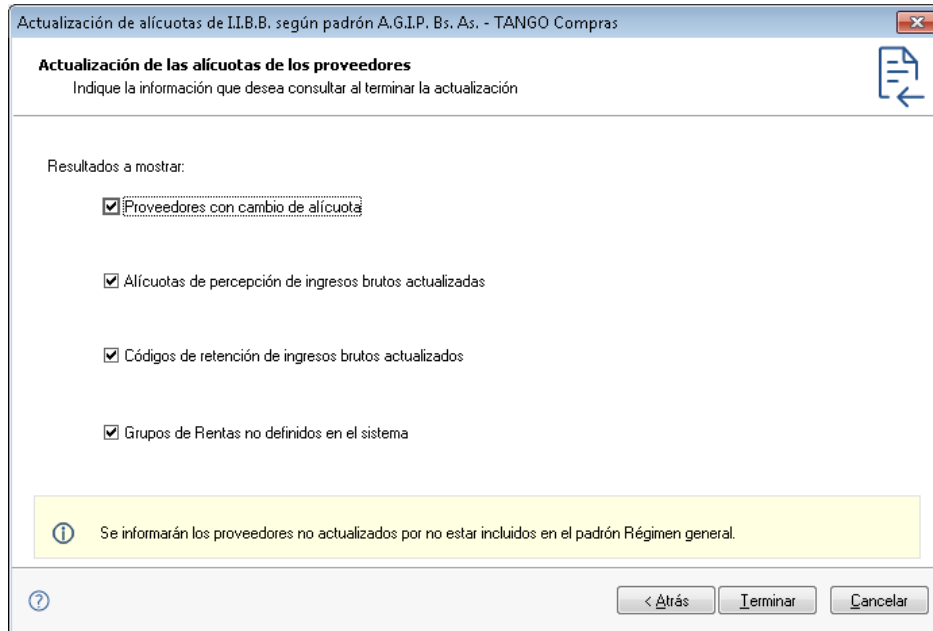 Actualización de alícuotas de I.I.B.B. según padrón A.G.I.P. Bs. As. - TANGO Compras
Actualización de las alícuotas de los proveedores
Indique la información que desea consultar al terminar la actualización
Resultados a mostrar:
Proveedores con cambio de alícuota
Alícuotas de percepción de ingresos brutos actualizadas
Códigos de retención de ingresos brutos actualizados
Grupos de Rentas no definidos en el sistema
Se informarán los proveedores no actualizados por no estar incluidos en el padrón Régimen general.
< Atrás Terminar Cancelar